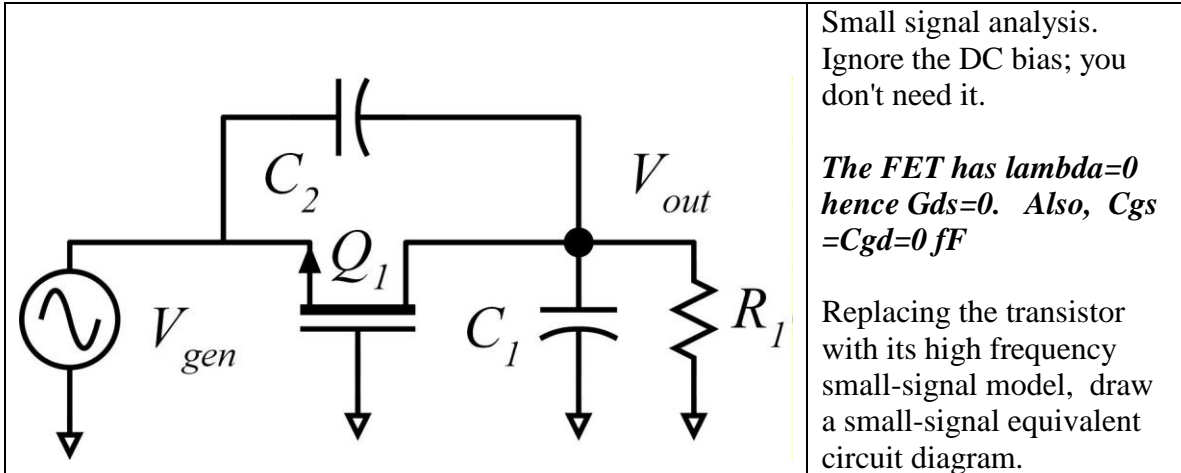 C2
Vout
Q1
Vgen
C1
R1
Small signal analysis.
Ignore the DC bias; you
don't need it.
The FET has lambda=0
hence Gds=0. Also, Cgs
=Cgd=0 fF
Replacing the transistor
with its high frequency
small-signal model, draw
a small-signal equivalent
circuit diagram.